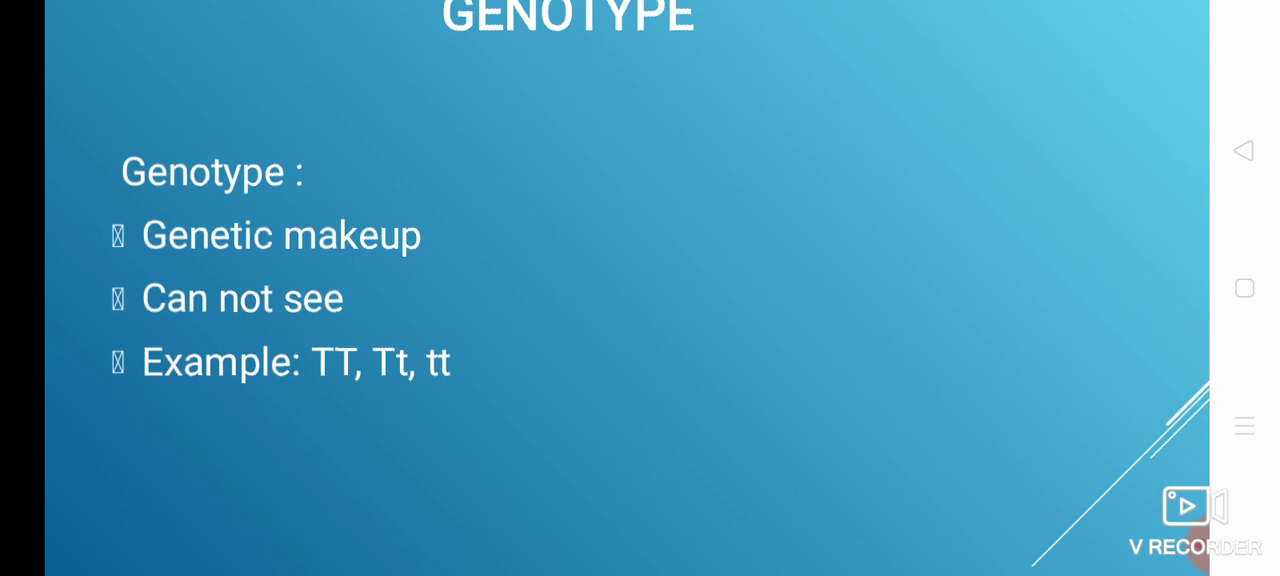 GENOTYPE
Genotype :
Genetic makeup
Can not see
Example: TT, Tt, tt
V RECORDER